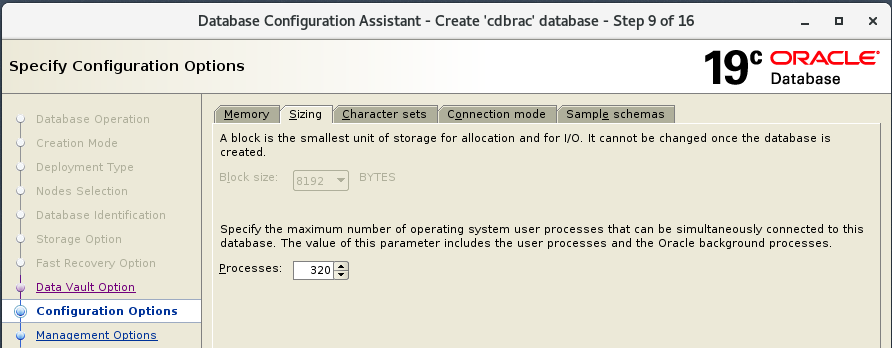 Database Configuration Assistant - Create 'cdbrac' database - Step 9 of 16
Specify Configuration Options
19c ORACLE
Database
Database Operation
Creation Mode
Deployment Type
Nodes Selection
Database Identification
Storage Option
Fast Recovery Option
Data Vault Option
Configuration Options
Management Options
Memory Sizing Character sets Connection mode Sample schemas
A block is the smallest unit of storage for allocation and for I/O. It cannot be changed once the database is
created.
Block size: 8192 BYTES
Specify the maximum number of operating system user processes that can be simultaneously connected to this
database. The value of this parameter includes the user processes and the Oracle background processes.
Processes: 320